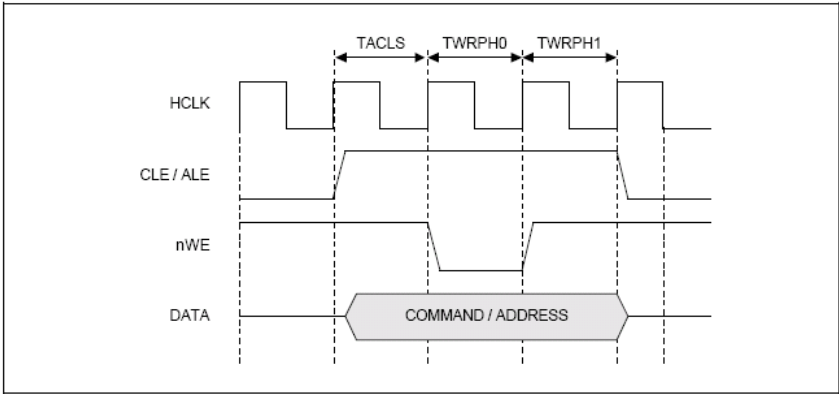 TACLS TWRPH0 TWRPH1
HCLK
CLE / ALE
nWE
DATA
COMMAND / ADDRESS